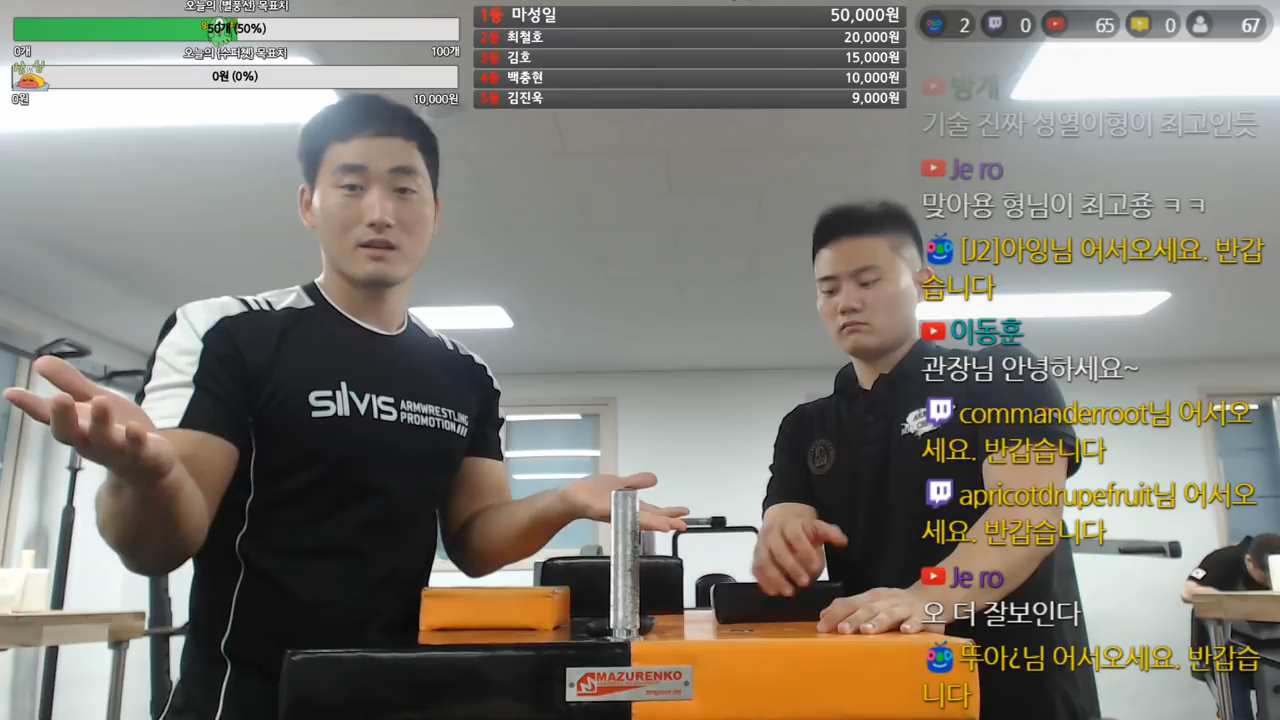 오늘의 (별풍선) 목표치
50개 (50%)
0개
100개
오늘의 (슈퍼챗) 목표치
0원 (0%)
0원
10,000원
1등 마성일 50,000원
2등 최철호 20,000원
3등 김호 15,000원
4등 백충현 10,000원
5등 김진욱 9,000원
2 0 65 0 67
방개
기술 진짜 성열이형이 최고인듯
Je ro
맞아용 형님이 최고죵 ㅋㅋ
[J2]아잉님 어서오세요. 반갑
습니다
이동훈
관장님 안녕하세요~
commanderroot님 어서오
세요. 반갑습니다
apricotdrupefruit님 어서오
세요. 반갑습니다
Je ro
오 더 잘보인다
뚜아¿님 어서오세요. 반갑습
니다
SILVIS ARMWRESTLING
PROMOTION
MAZURENKO